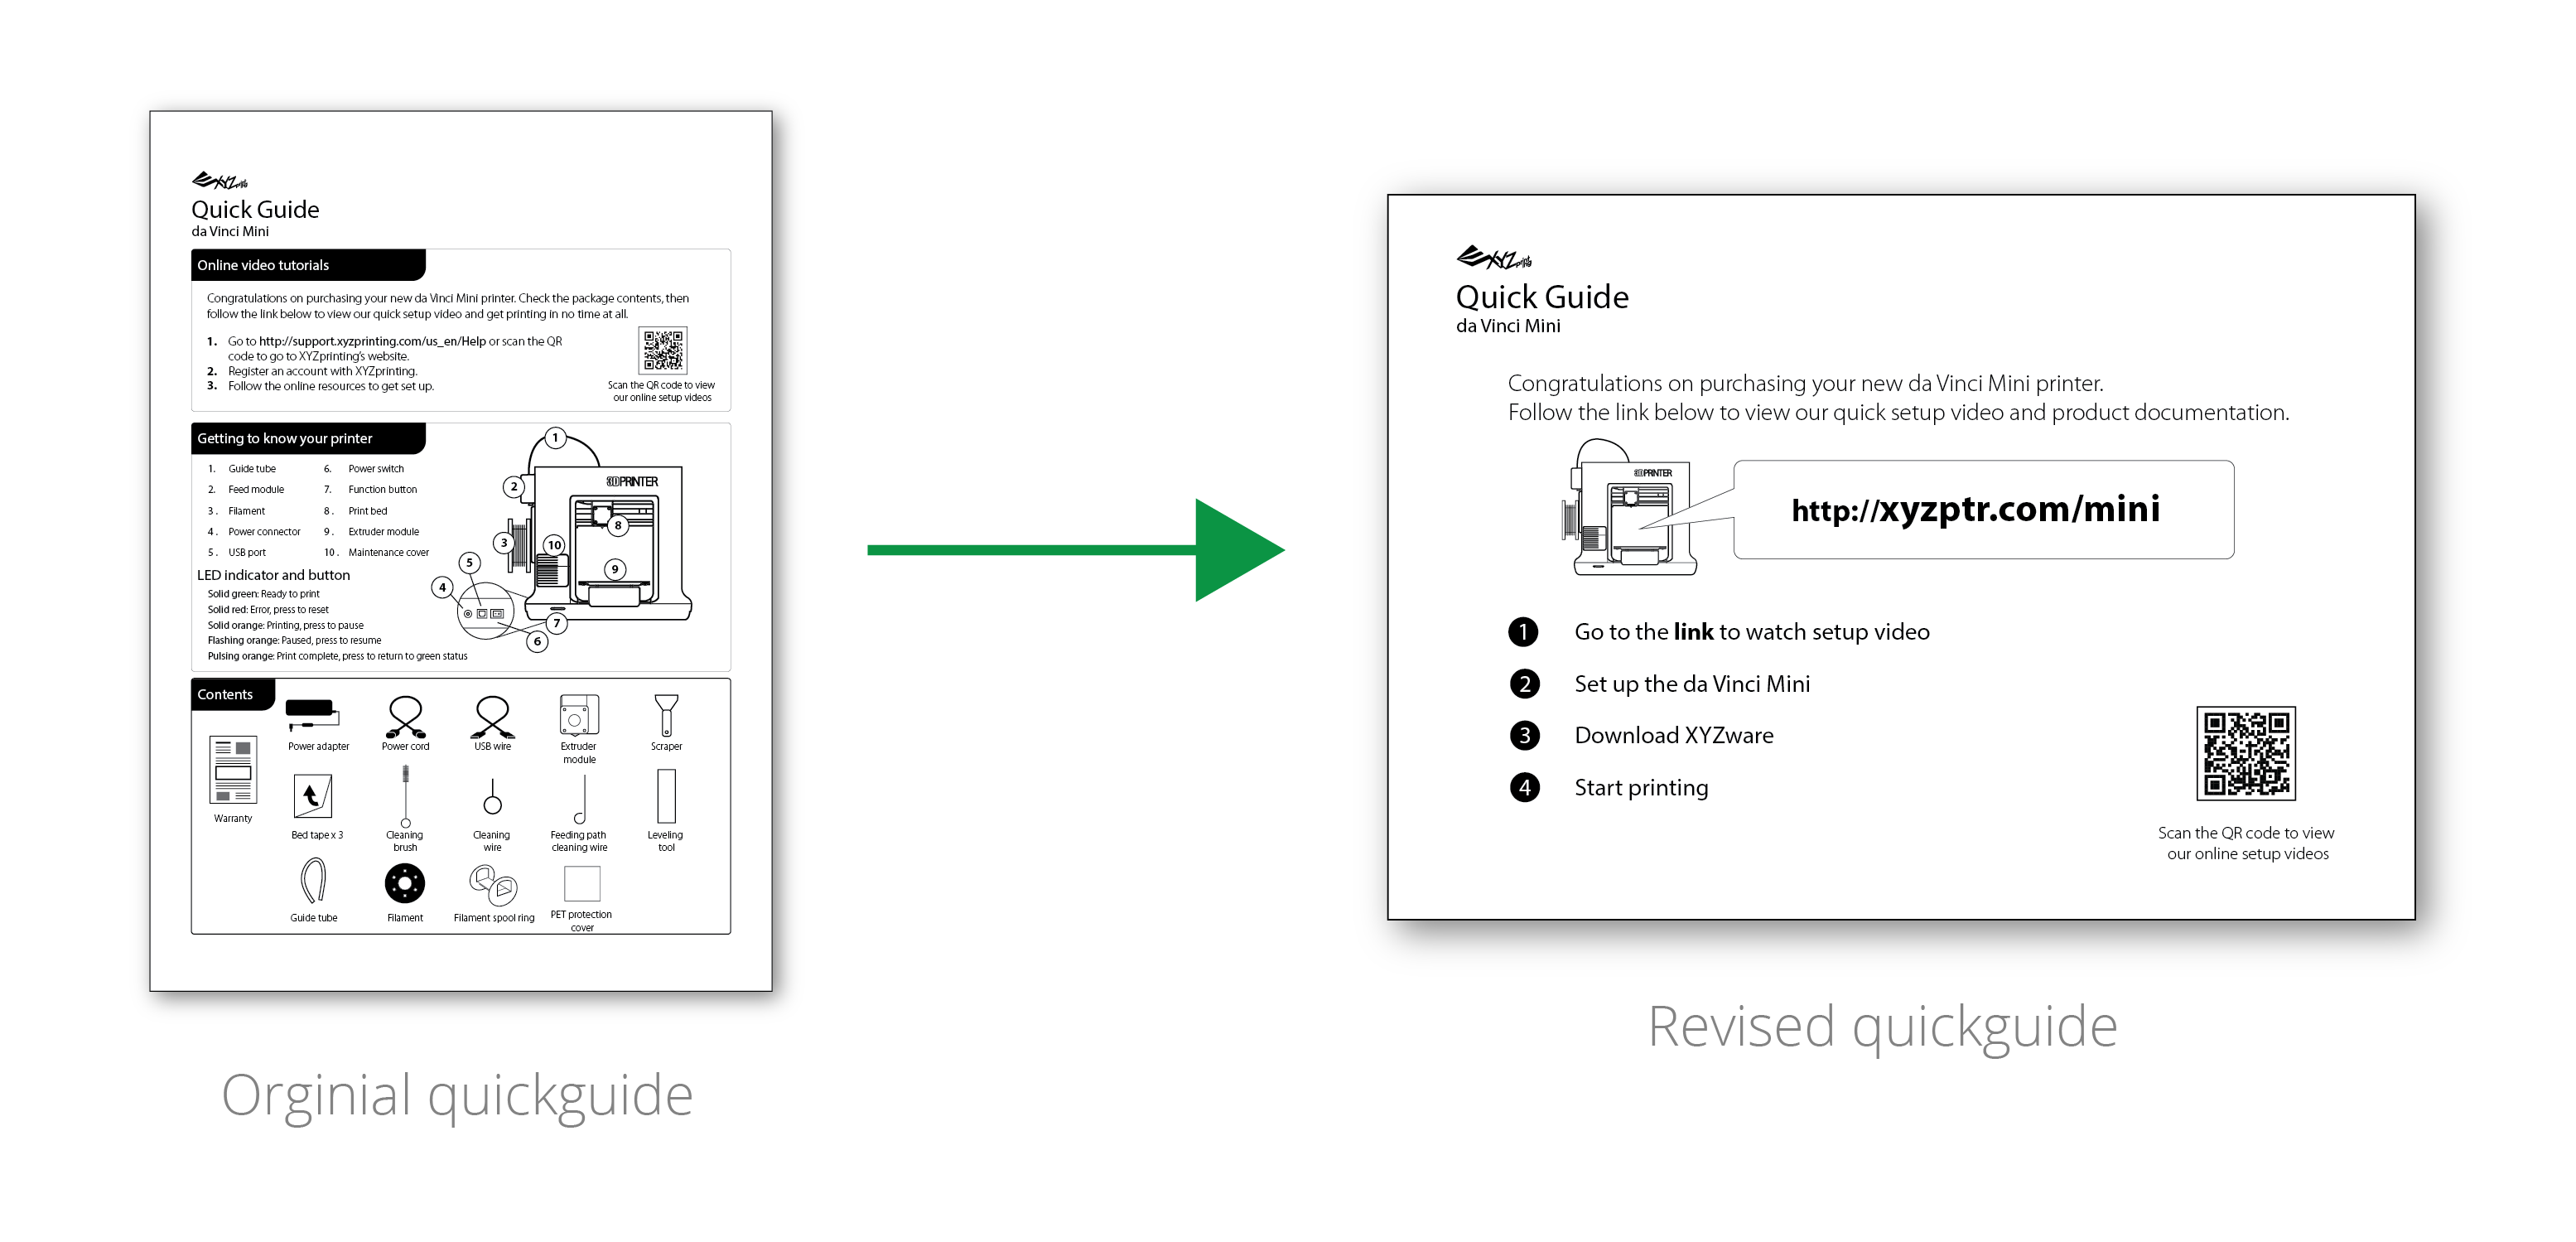 XYZprinting
Quick Guide
da Vinci Mini
Online video tutorials
Congratulations on purchasing your new da Vinci Mini printer. Check the package contents, then
follow the link below to view our quick setup video and get printing in no time at all.
1. Go to http://support.xyzprinting.com/us_en/Help or scan the QR
code to go to XYZprinting's website.
2. Register an account with XYZprinting.
3. Follow the online resources to get set up.
Scan the QR code to view
our online setup videos
Getting to know your printer
1. Guide tube
2. Feed module
3 . Filament
4 . Power connector
5 . USB port
6. Power switch
7. Function button
8 . Print bed
9 . Extruder module
10 . Maintenance cover
LED indicator and button
Solid green: Ready to print
Solid red: Error, press to reset
Solid orange: Printing, press to pause
Flashing orange: Paused, press to resume
Pulsing orange: Print complete, press to return to green status
1
2
3DPRINTER
8
3
10
5
9
4
7
6
Contents
Warranty
Power adapter
Power cord
USB wire
Extruder
module
Scraper
Bed tape x 3
Cleaning
brush
Cleaning
wire
Feeding path
cleaning wire
Leveling
tool
Guide tube
Filament
Filament spool ring
PET protection
cover
Orginial quickguide
XYZprinting
Quick Guide
da Vinci Mini
Congratulations on purchasing your new da Vinci Mini printer.
Follow the link below to view our quick setup video and product documentation.
3DPRINTER
http://xyzptr.com/mini
1 Go to the link to watch setup video
2 Set up the da Vinci Mini
3 Download XYZware
4 Start printing
Scan the QR code to view
our online setup videos
Revised quickguide